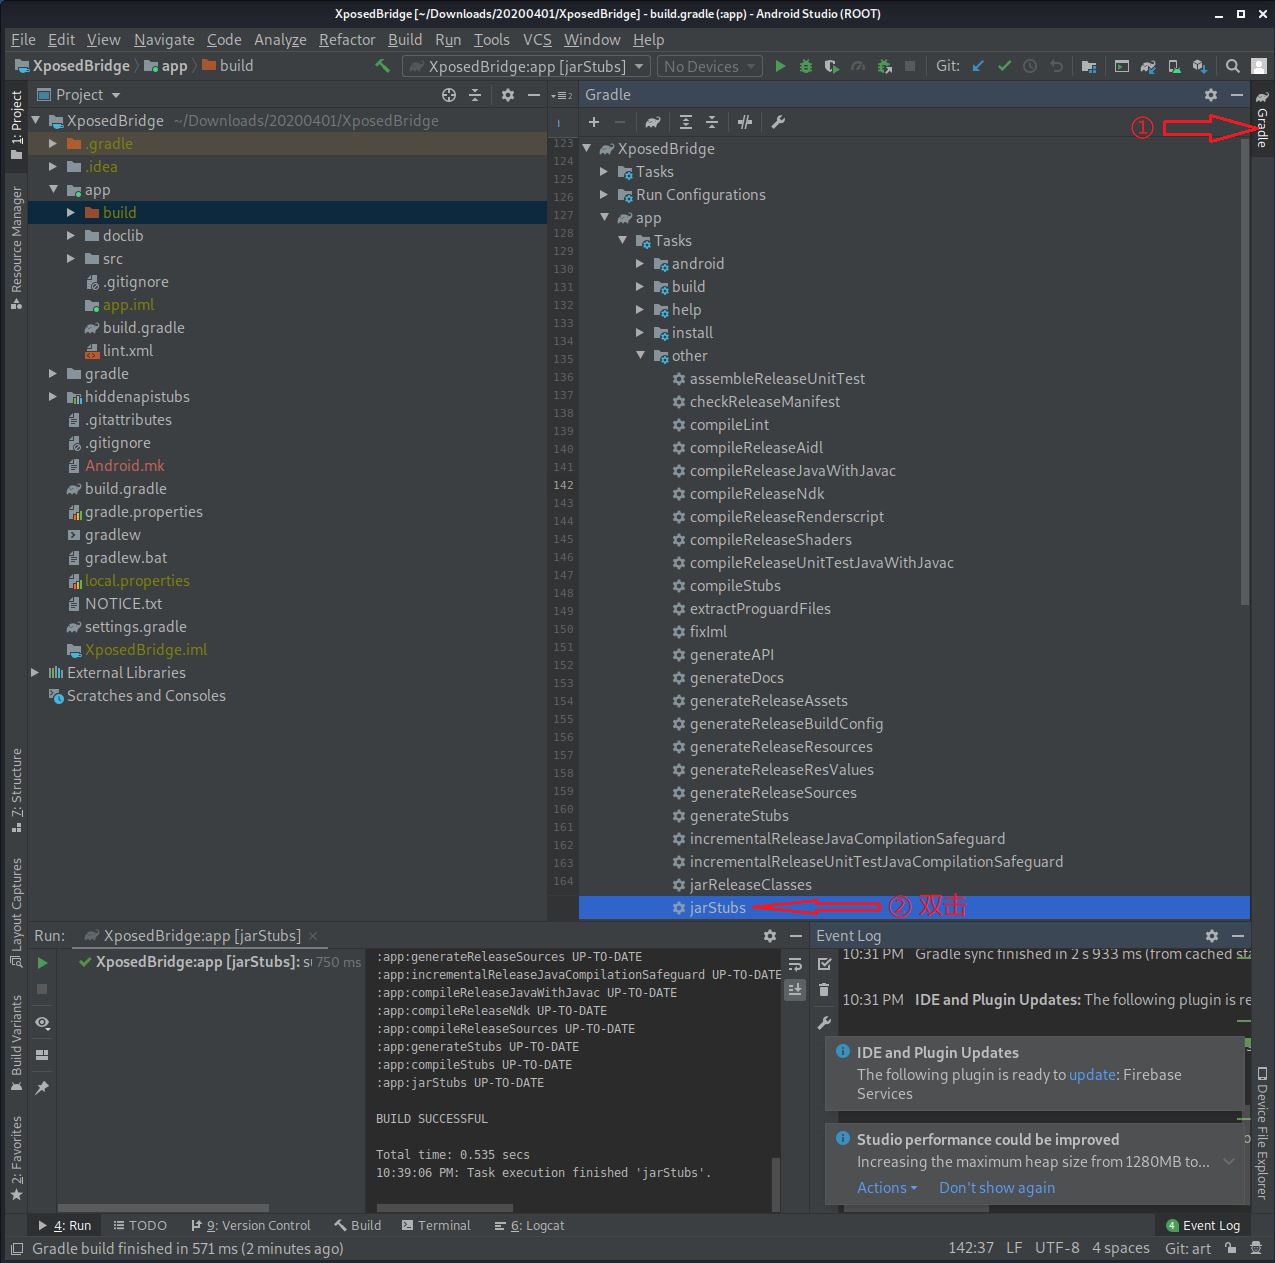 XposedBridge [~/Downloads/20200401/XposedBridge] - build.gradle (:app) - Android Studio (ROOT)
File Edit View Navigate Code Analyze Refactor Build Run Tools VCS Window Help
XposedBridge app build XposedBridge:app [jarStubs] No Devices Git:
Project
XposedBridge ~/Downloads/20200401/XposedBridge
.gradle
.idea
app
build
doclib
src
.gitignore
app.iml
build.gradle
lint.xml
gradle
hiddenapistubs
.gitattributes
.gitignore
Android.mk
build.gradle
gradle.properties
gradlew
gradlew.bat
local.properties
NOTICE.txt
settings.gradle
XposedBridge.iml
External Libraries
Scratches and Consoles
1: Project
Resource Manager
7: Structure
Layout Captures
Build Variants
2: Favorites
123
124
125
126
127
128
129
130
131
132
133
134
135
136
137
138
139
140
141
142
143
144
145
146
147
148
149
150
151
152
153
154
155
156
157
158
159
160
161
162
163
164
Gradle
XposedBridge
Tasks
Run Configurations
app
Tasks
android
build
help
install
other
assembleReleaseUnitTest
checkReleaseManifest
compileLint
compileReleaseAidl
compileReleaseJavaWithJavac
compileReleaseNdk
compileReleaseRenderscript
compileReleaseShaders
compileReleaseUnitTestJavaWithJavac
compileStubs
extractProguardFiles
fixIml
generateAPI
generateDocs
generateReleaseAssets
generateReleaseBuildConfig
generateReleaseResources
generateReleaseResValues
generateReleaseSources
generateStubs
incrementalReleaseJavaCompilationSafeguard
incrementalReleaseUnitTestJavaCompilationSafeguard
jarReleaseClasses
jarStubs ② 双击
①
Gradle
Device File Explorer
Run: XposedBridge:app [jarStubs]
XposedBridge:app [jarStubs]: su 750 ms
:app:generateReleaseSources UP-TO-DATE
:app:incrementalReleaseJavaCompilationSafeguard UP-TO-DATE
:app:compileReleaseJavaWithJavac UP-TO-DATE
:app:compileReleaseNdk UP-TO-DATE
:app:compileReleaseSources UP-TO-DATE
:app:generateStubs UP-TO-DATE
:app:compileStubs UP-TO-DATE
:app:jarStubs UP-TO-DATE
BUILD SUCCESSFUL
Total time: 0.535 secs
10:39:06 PM: Task execution finished 'jarStubs'.
Event Log
10:31 PM Gradle sync finished in 2 s 933 ms (from cached sta
10:31 PM IDE and Plugin Updates: The following plugin is re
IDE and Plugin Updates
The following plugin is ready to update: Firebase
Services
Studio performance could be improved
Increasing the maximum heap size from 1280MB to...
Actions Don't show again
4: Run TODO 9: Version Control Build Terminal 6: Logcat 4 Event Log
Gradle build finished in 571 ms (2 minutes ago) 142:37 LF UTF-8 4 spaces Git: art